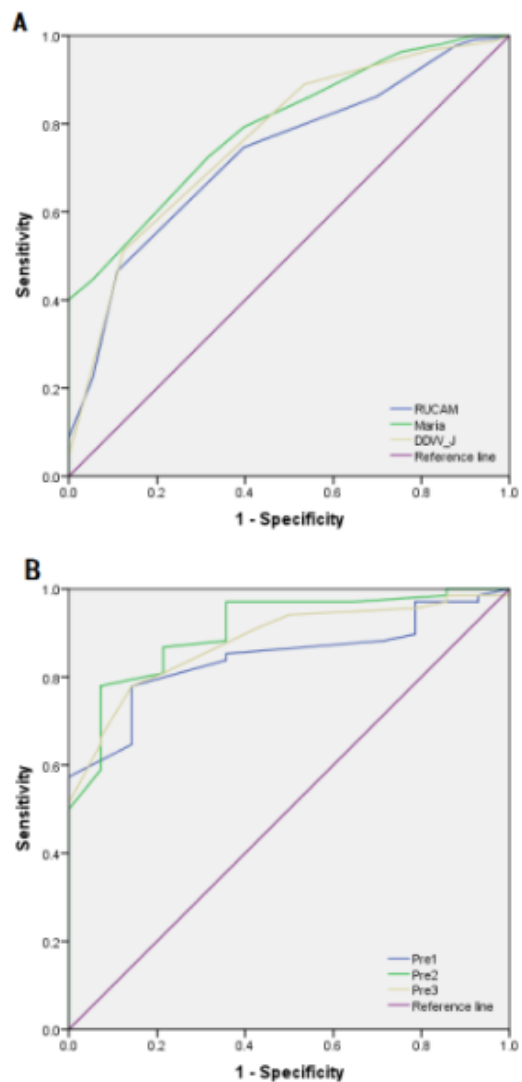 A
1.0
0.8
0.6
0.4
0.2
0.0
Sensitivity
0.0 0.2 0.4 0.6 0.8 1.0
1 - Specificity
RUCAM
Maria
DDW_J
Reference line
B
1.0
0.8
0.6
0.4
0.2
0.0
Sensitivity
0.0 0.2 0.4 0.6 0.8 1.0
1 - Specificity
Pre1
Pre2
Pre3
Reference line